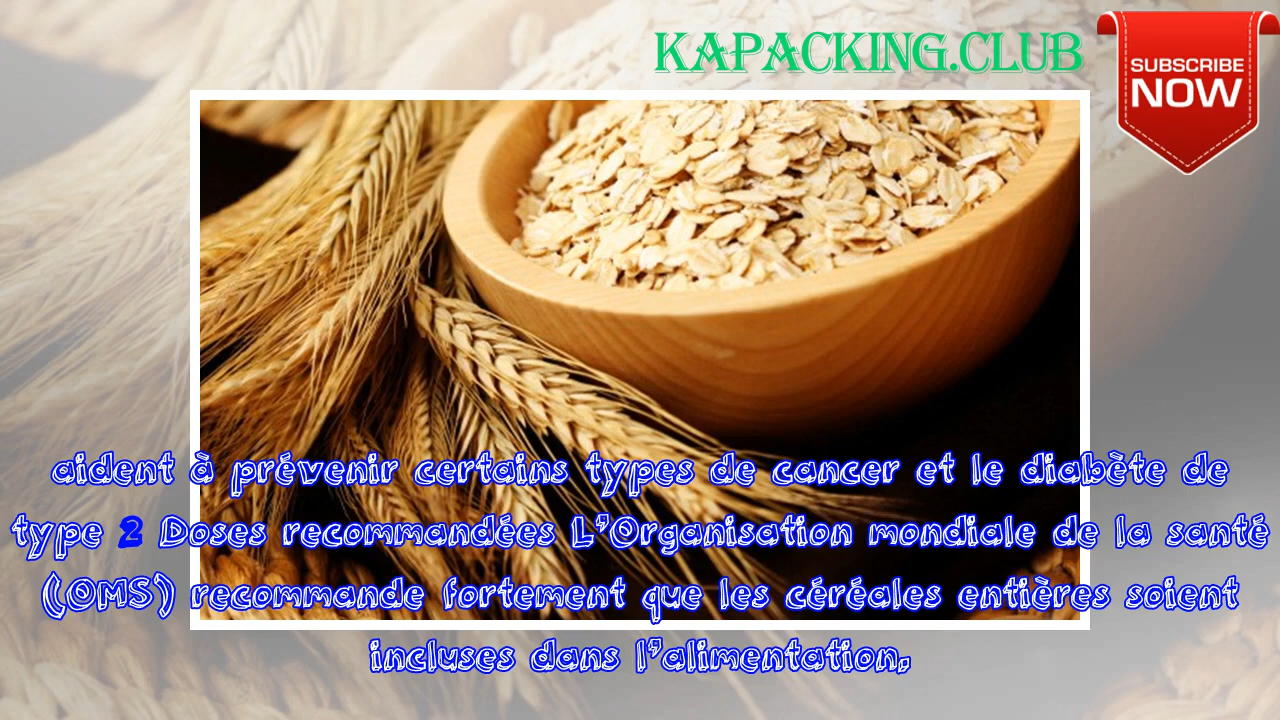 KAPACKING.CLUB
SUBSCRIBE
NOW
aident à prévenir certains types de cancer et le diabète de
type 2 Doses recommandées L'Organisation mondiale de la santé
(OMS) recommande fortement que les céréales entières soient
incluses dans l'alimentation,